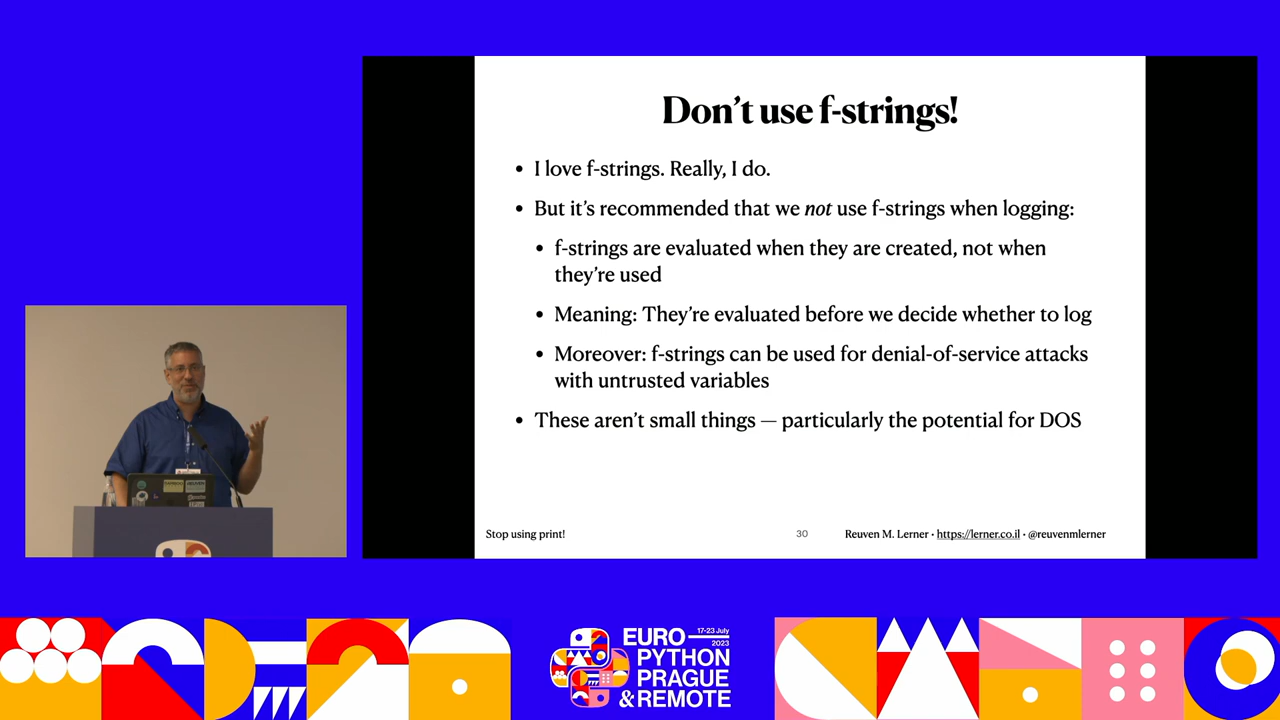 Don't use f-strings!
• I love f-strings. Really, I do.
• But it's recommended that we not use f-strings when logging:
• f-strings are evaluated when they are created, not when
they're used
• Meaning: They're evaluated before we decide whether to log
• Moreover: f-strings can be used for denial-of-service attacks
with untrusted variables
• These aren't small things — particularly the potential for DOS
Stop using print!
30
Reuven M. Lerner • https://lerner.co.il • @reuvenmlerner
17-23 July
2023
EURO
PYTHON
PRAGUE
& REMOTE